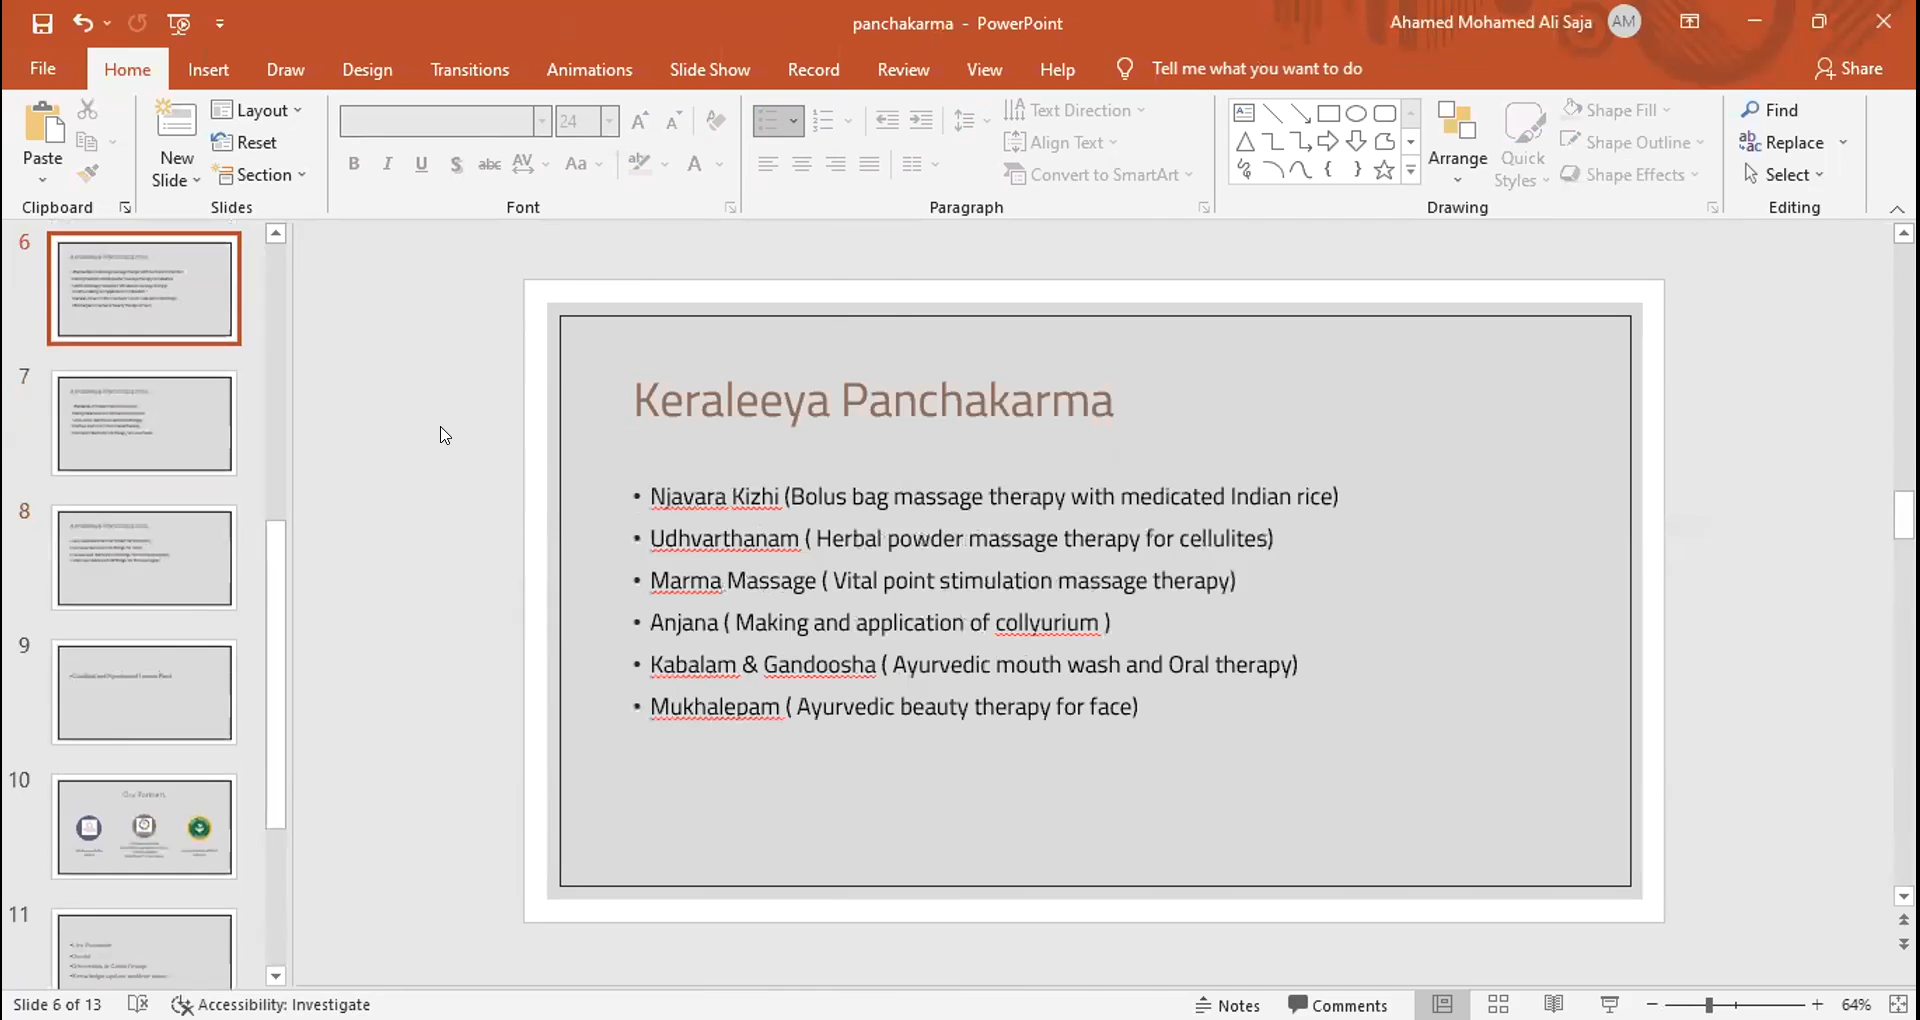 panchakarma - PowerPoint
Ahamed Mohamed Ali Saja AM
File Home Insert Draw Design Transitions Animations Slide Show Record Review View Help Tell me what you want to do Share
Paste
New Slide
Layout
Reset
Section
24
B I U S abc AV Aa A
Text Direction
Align Text
Convert to SmartArt
Arrange
Quick Styles
Shape Fill
Shape Outline
Shape Effects
Find
Replace
Select
Clipboard Slides Font Paragraph Drawing Editing
6
7
8
9
10
11
Keraleeya Panchakarma
• Njavara Kizhi (Bolus bag massage therapy with medicated Indian rice)
• Udhvarthanam ( Herbal powder massage therapy for cellulites)
• Marma Massage ( Vital point stimulation massage therapy)
• Anjana ( Making and application of collyurium )
• Kabalam & Gandoosha ( Ayurvedic mouth wash and Oral therapy)
• Mukhalepam ( Ayurvedic beauty therapy for face)
Slide 6 of 13 Accessibility: Investigate Notes Comments 64%